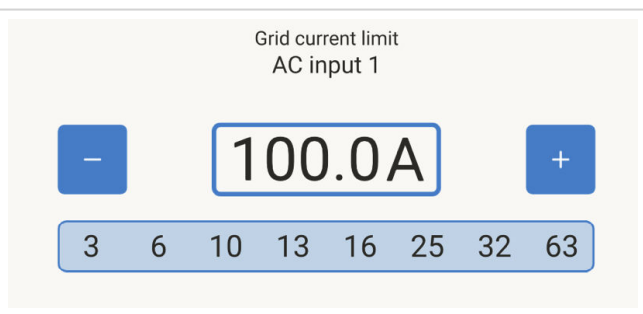 Grid current limit
AC input 1
− 100.0A +
3 6 10 13 16 25 32 63